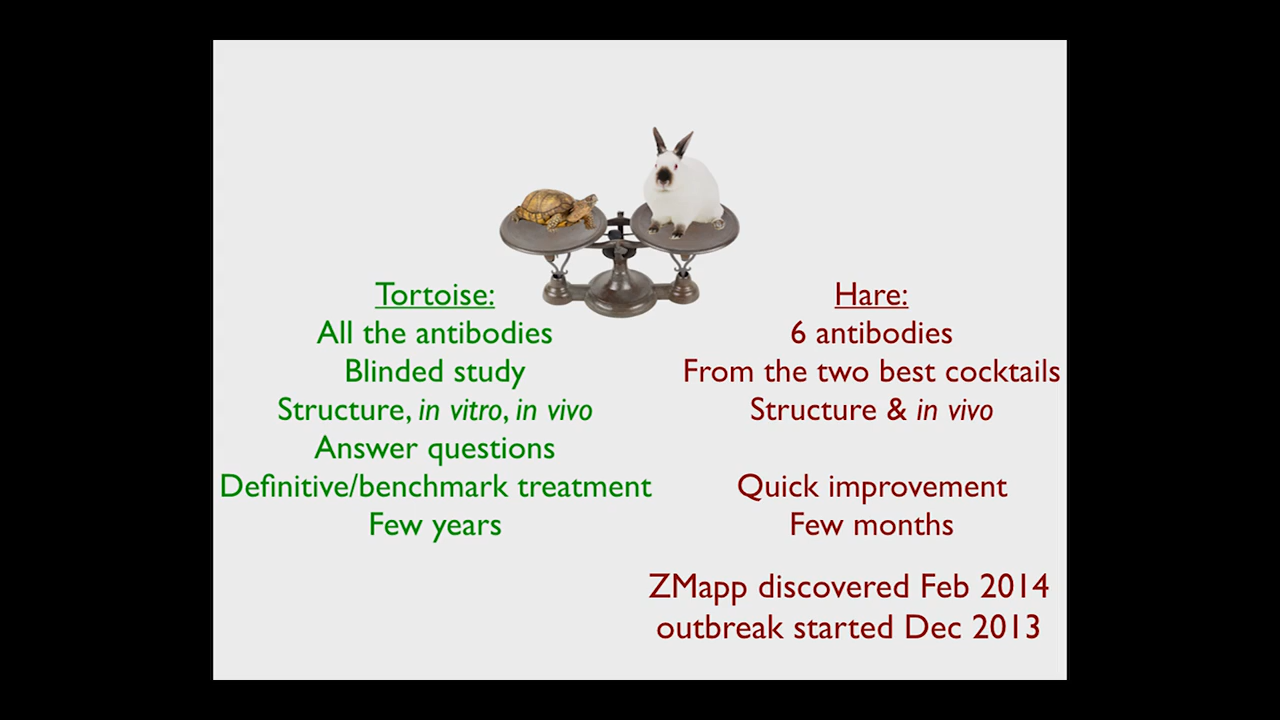 Tortoise:
All the antibodies
Blinded study
Structure, in vitro, in vivo
Answer questions
Definitive/benchmark treatment
Few years
Hare:
6 antibodies
From the two best cocktails
Structure & in vivo
Quick improvement
Few months
ZMapp discovered Feb 2014
outbreak started Dec 2013